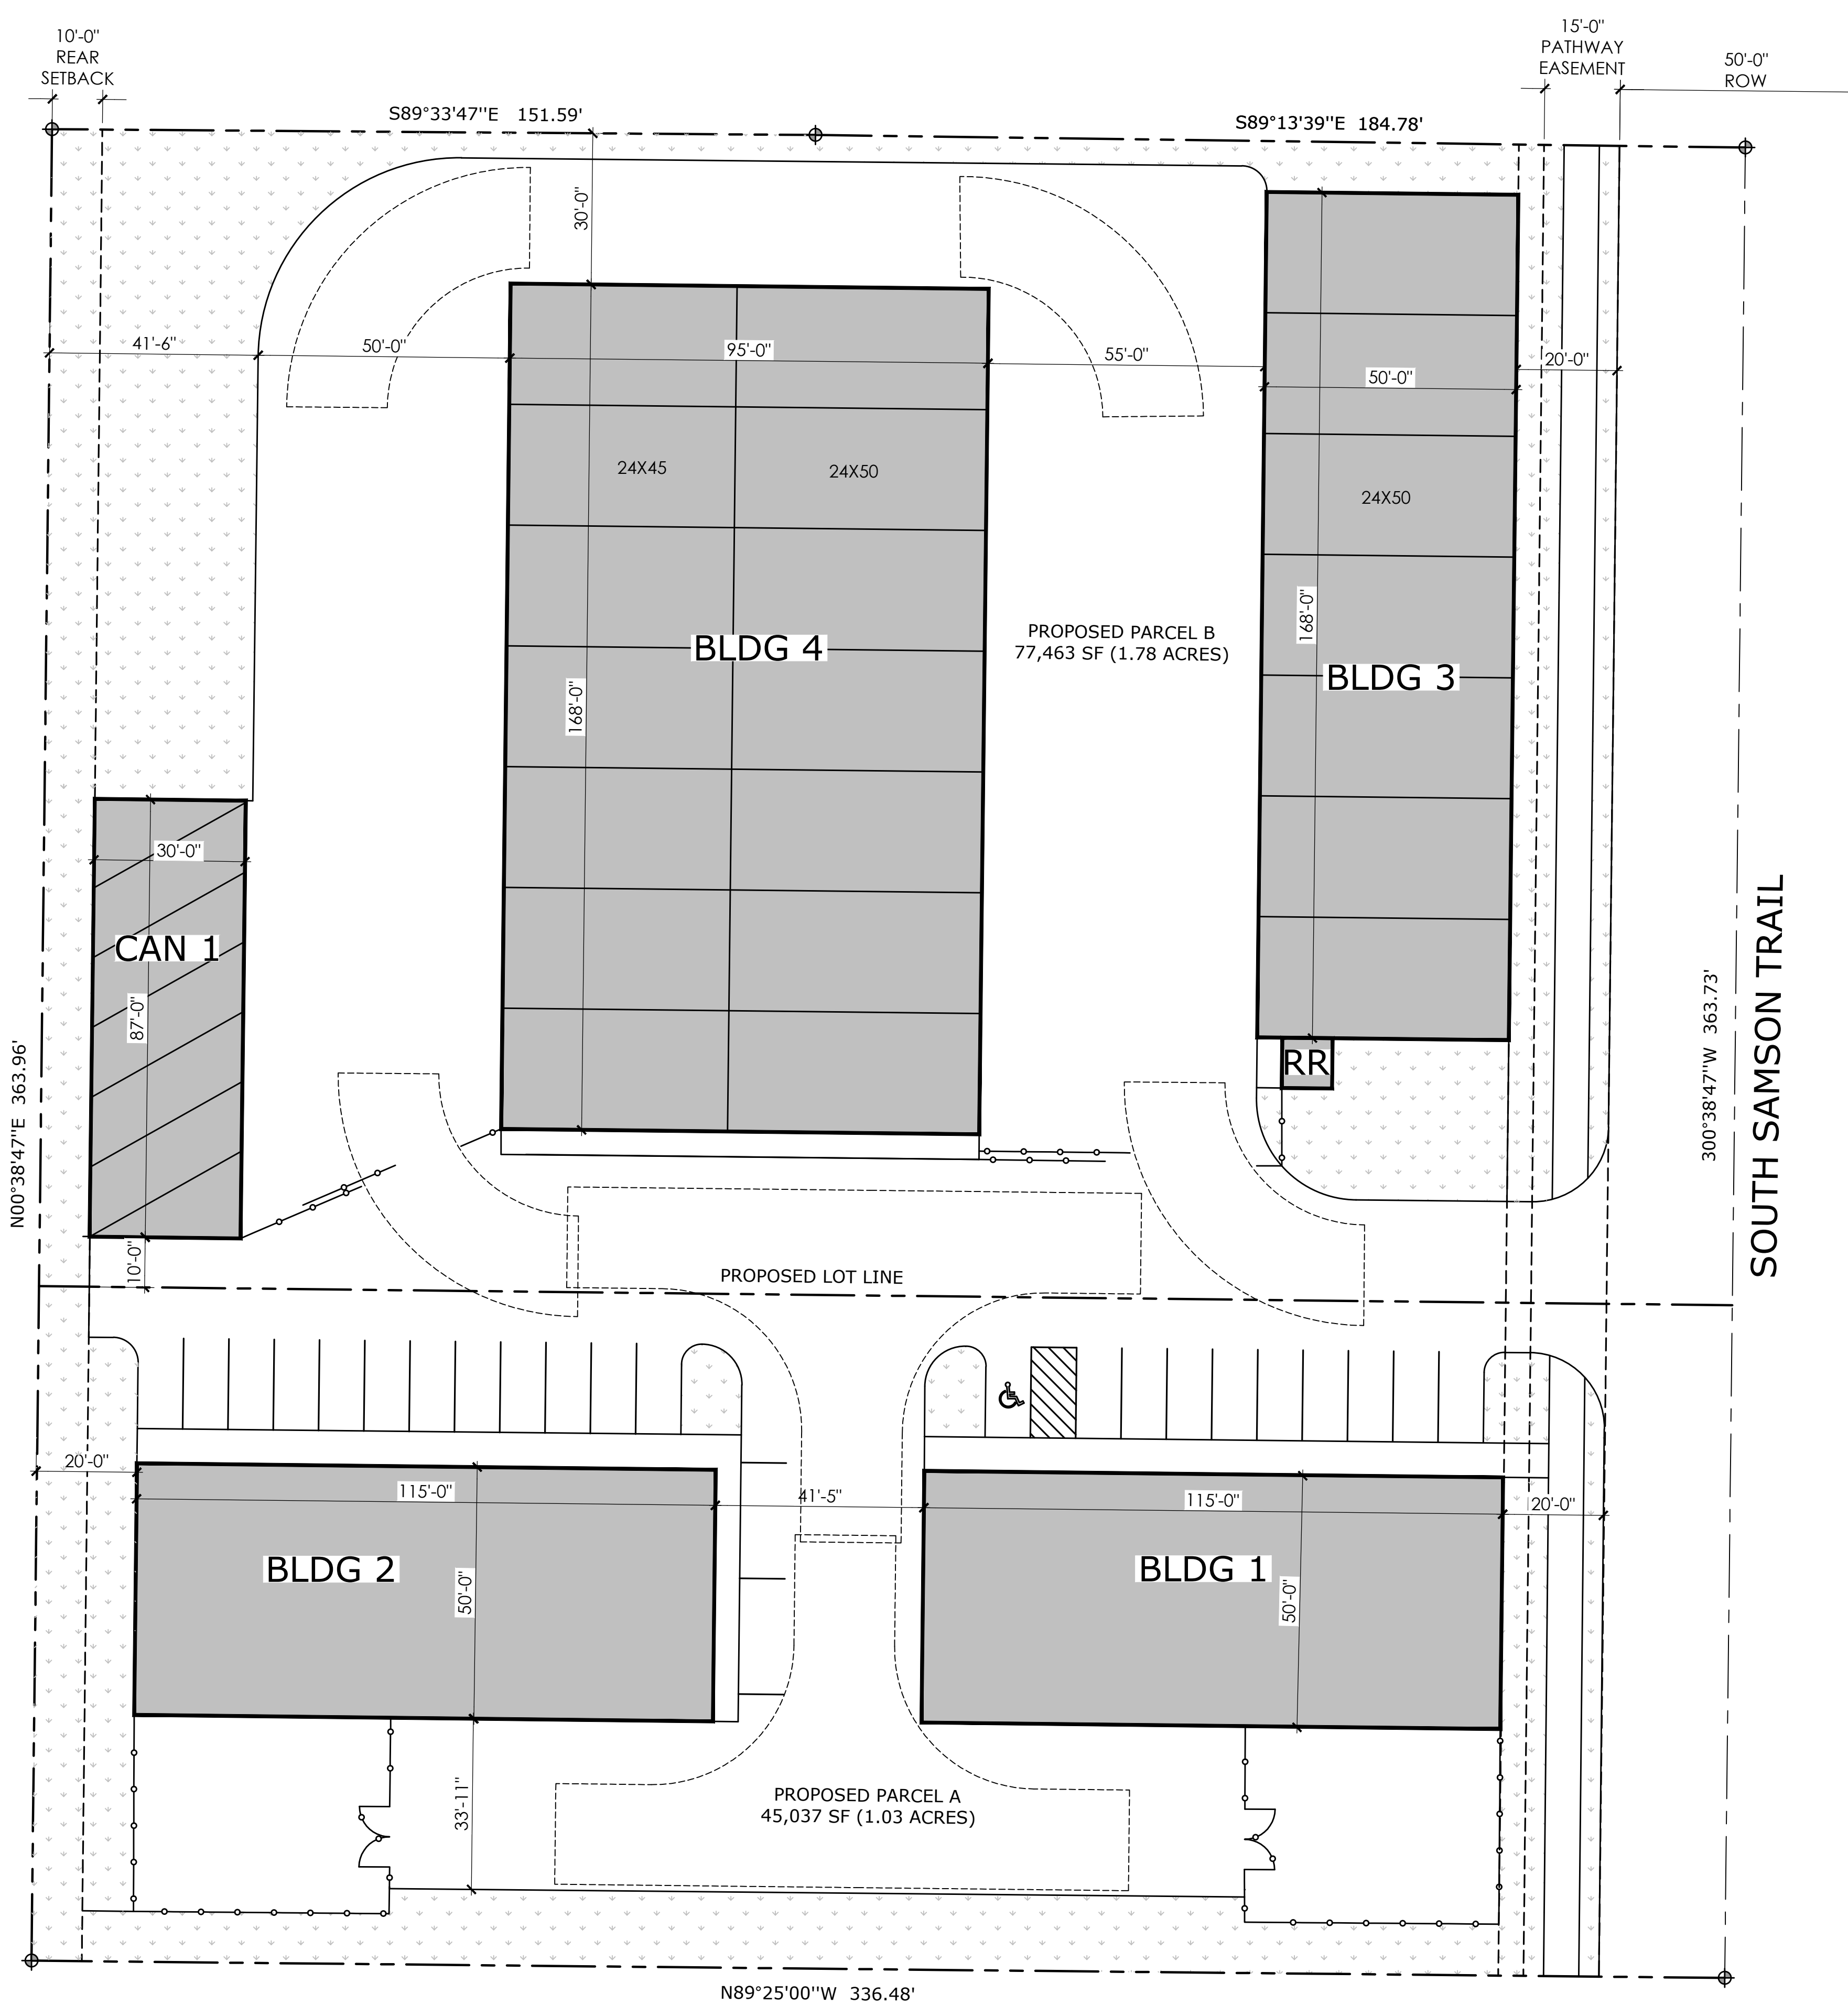 10'-0"
REAR
SETBACK
15'-0"
PATHWAY
EASEMENT
50'-0"
ROW
S89°33'47"E 151.59'
S89°13'39"E 184.78'
30'-0"
41'-6"
50'-0"
95'-0"
55'-0"
50'-0"
20'-0"
24X45
24X50
24X50
168'-0"
PROPOSED PARCEL B
77,463 SF (1.78 ACRES)
BLDG 4
BLDG 3
168'-0"
30'-0"
CAN 1
87'-0"
RR
N00°38'47"E 363.96'
300°38'47"W 363.73'
SOUTH SAMSON TRAIL
10'-0"
PROPOSED LOT LINE
20'-0"
115'-0"
41'-5"
115'-0"
20'-0"
BLDG 2
BLDG 1
50'-0"
50'-0"
33'-11"
PROPOSED PARCEL A
45,037 SF (1.03 ACRES)
N89°25'00"W 336.48'